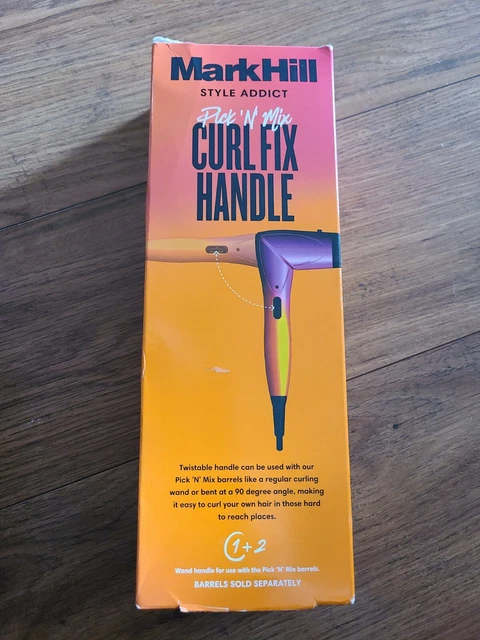 MarkHill
STYLE ADDICT
Pick 'N' Mix
CURL FIX
HANDLE
Twistable handle can be used with our
Pick 'N' Mix barrels like a regular curling
wand or bent at a 90 degree angle, making
it easy to curl your own hair in those hard
to reach places.
1+2
Wand handle for use with the Pick 'N' Mix barrels.
BARRELS SOLD SEPARATELY